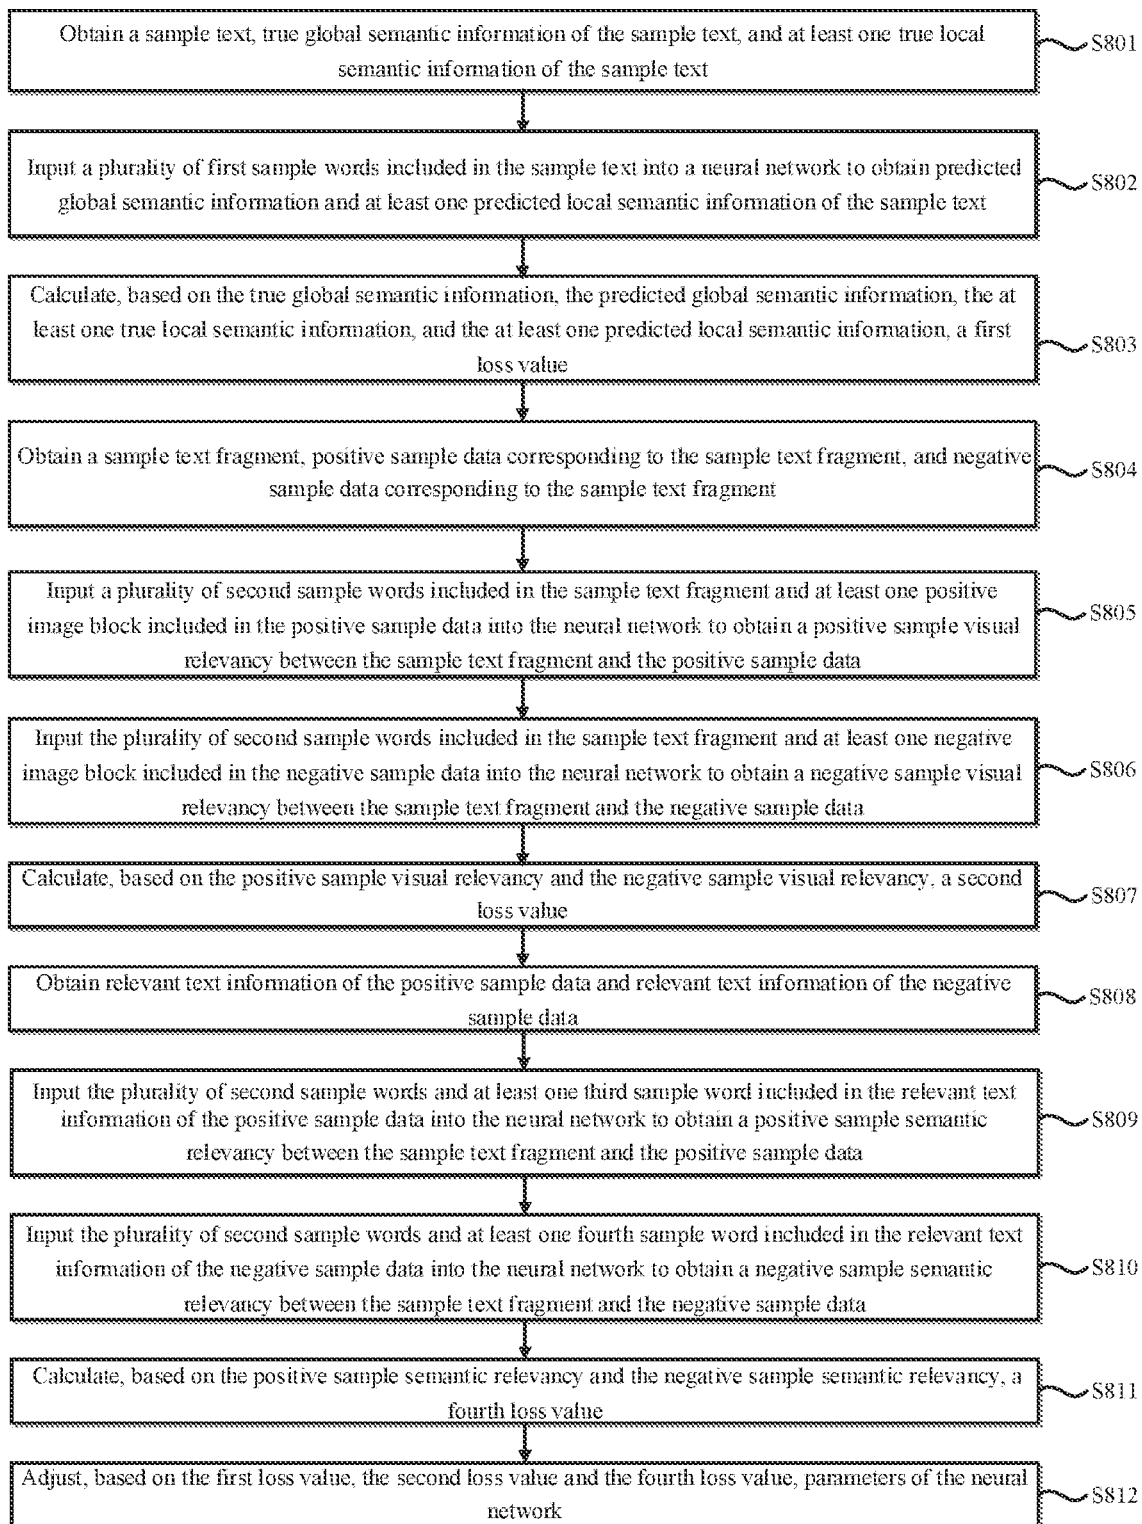 Obtain a sample text, true global semantic information of the sample text, and at least one true local
semantic information of the sample text
S801
Input a plurality of first sample words included in the sample text into a neural network to obtain predicted
global semantic information and at least one predicted local semantic information of the sample text
S802
Calculate, based on the true global semantic information, the predicted global semantic information, the at
least one true local semantic information, and the at least one predicted local semantic information, a first
loss value
S803
Obtain a sample text fragment, positive sample data corresponding to the sample text fragment, and negative
sample data corresponding to the sample text fragment
S804
Input a plurality of second sample words included in the sample text fragment and at least one positive
image block included in the positive sample data into the neural network to obtain a positive sample visual
relevancy between the sample text fragment and the positive sample data
S805
Input the plurality of second sample words included in the sample text fragment and at least one negative
image block included in the negative sample data into the neural network to obtain a negative sample visual
relevancy between the sample text fragment and the negative sample data
S806
Calculate, based on the positive sample visual relevancy and the negative sample visual relevancy, a second
loss value
S807
Obtain relevant text information of the positive sample data and relevant text information of the negative
sample data
S808
Input the plurality of second sample words and at least one third sample word included in the relevant text
information of the positive sample data into the neural network to obtain a positive sample semantic
relevancy between the sample text fragment and the positive sample data
S809
Input the plurality of second sample words and at least one fourth sample word included in the relevant text
information of the negative sample data into the neural network to obtain a negative sample semantic
relevancy between the sample text fragment and the negative sample data
S810
Calculate, based on the positive sample semantic relevancy and the negative sample semantic relevancy, a
fourth loss value
S811
Adjust, based on the first loss value, the second loss value and the fourth loss value, parameters of the neural
network
S812